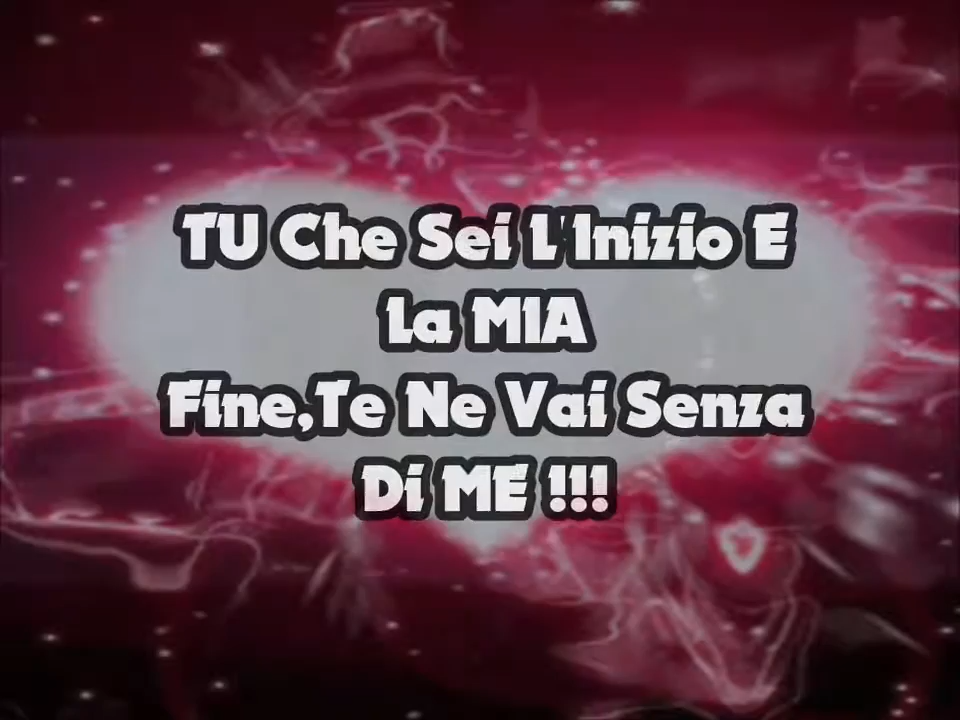 TU Che Sei L'Inizio E
La MIA
Fine,Te Ne Vai Senza
Di ME !!!